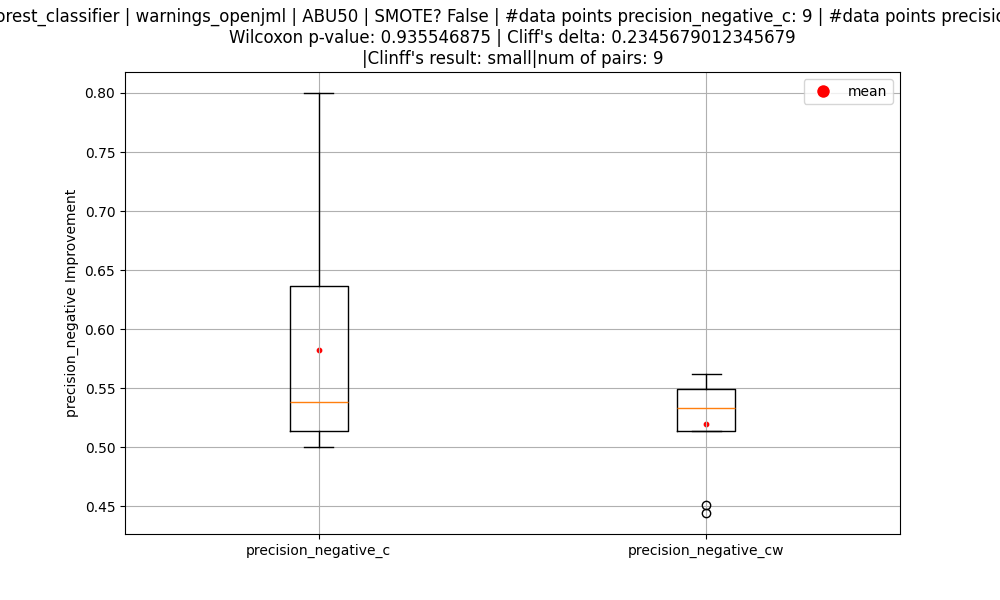 orest_classifier | warnings_openjml | ABU50 | SMOTE? False | #data points precision_negative_c: 9 | #data points precisio
Wilcoxon p-value: 0.935546875 | Cliff's delta: 0.2345679012345679
|Clinff's result: small|num of pairs: 9
mean
0.80
0.75
0.70
0.65
0.60
0.55
0.50
0.45
precision_negative Improvement
precision_negative_c
precision_negative_cw